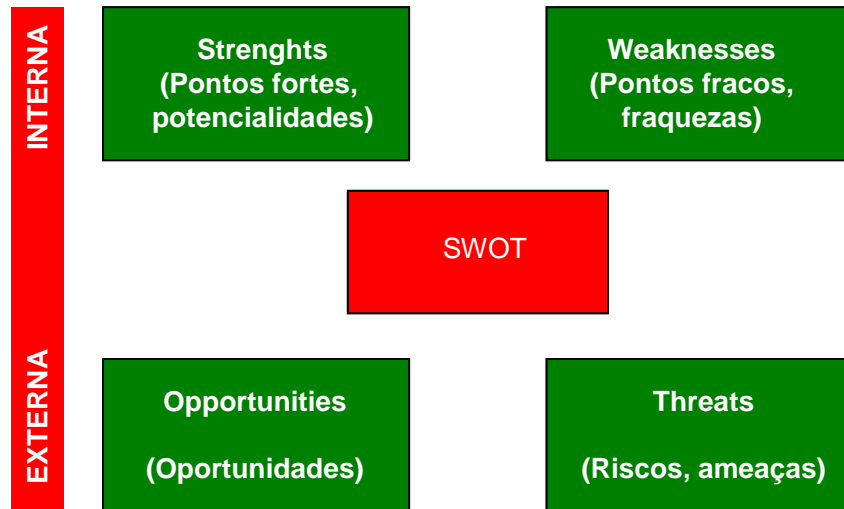 INTERNA
Strenghts
(Pontos fortes,
potencialidades)
Weaknesses
(Pontos fracos,
fraquezas)
SWOT
EXTERNA
Opportunities
(Oportunidades)
Threats
(Riscos, ameaças)